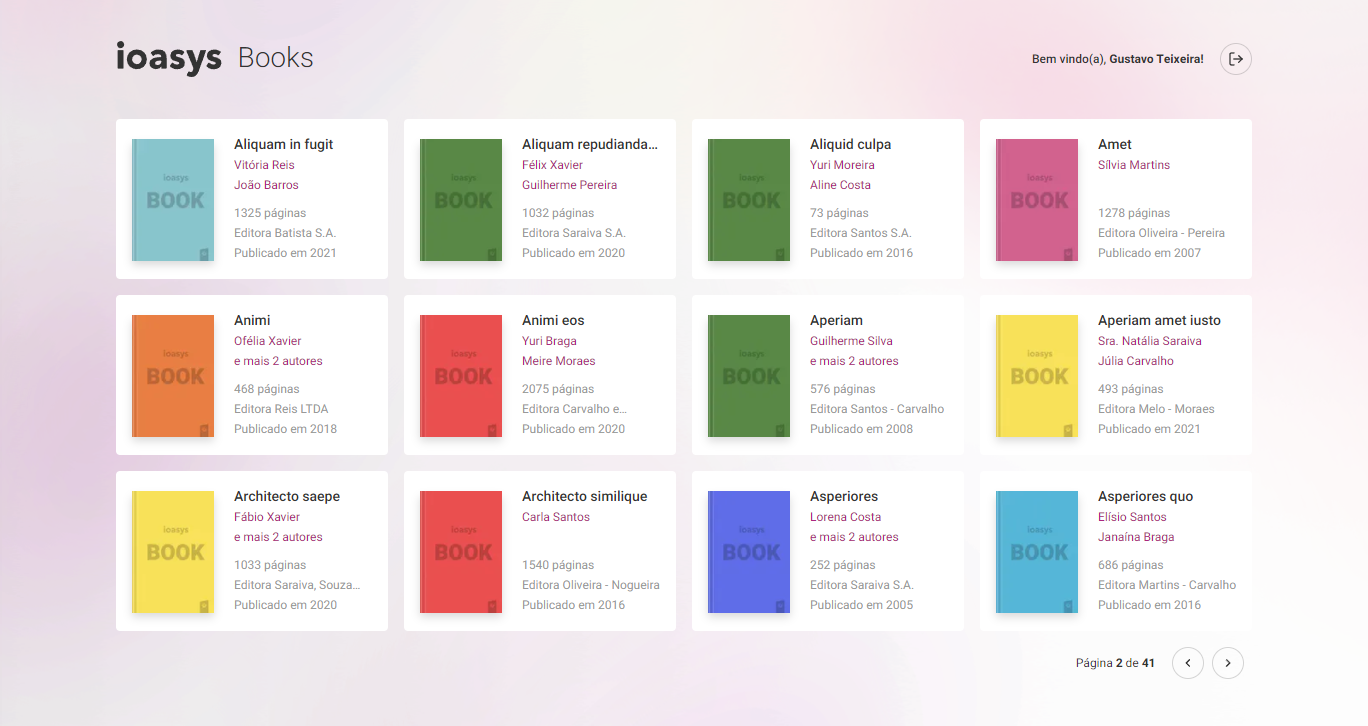 ioasys Books
Bem vindo(a), Gustavo Teixeira!
ioasys
BOOK
Aliquam in fugit
Vitória Reis
João Barros
1325 páginas
Editora Batista S.A.
Publicado em 2021
ioasys
BOOK
Aliquam repudianda...
Félix Xavier
Guilherme Pereira
1032 páginas
Editora Saraiva S.A.
Publicado em 2020
ioasys
BOOK
Aliquid culpa
Yuri Moreira
Aline Costa
73 páginas
Editora Santos S.A.
Publicado em 2016
ioasys
BOOK
Amet
Sílvia Martins
1278 páginas
Editora Oliveira - Pereira
Publicado em 2007
ioasys
BOOK
Animi
Ofélia Xavier
e mais 2 autores
468 páginas
Editora Reis LTDA
Publicado em 2018
ioasys
BOOK
Animi eos
Yuri Braga
Meire Moraes
2075 páginas
Editora Carvalho e...
Publicado em 2020
ioasys
BOOK
Aperiam
Guilherme Silva
e mais 2 autores
576 páginas
Editora Santos - Carvalho
Publicado em 2008
ioasys
BOOK
Aperiam amet iusto
Sra. Natália Saraiva
Júlia Carvalho
493 páginas
Editora Melo - Moraes
Publicado em 2021
ioasys
BOOK
Architecto saepe
Fábio Xavier
e mais 2 autores
1033 páginas
Editora Saraiva, Souza...
Publicado em 2020
ioasys
BOOK
Architecto similique
Carla Santos
1540 páginas
Editora Oliveira - Nogueira
Publicado em 2016
ioasys
BOOK
Asperiores
Lorena Costa
e mais 2 autores
252 páginas
Editora Saraiva S.A.
Publicado em 2005
ioasys
BOOK
Asperiores quo
Elísio Santos
Janaína Braga
686 páginas
Editora Martins - Carvalho
Publicado em 2016
Página 2 de 41